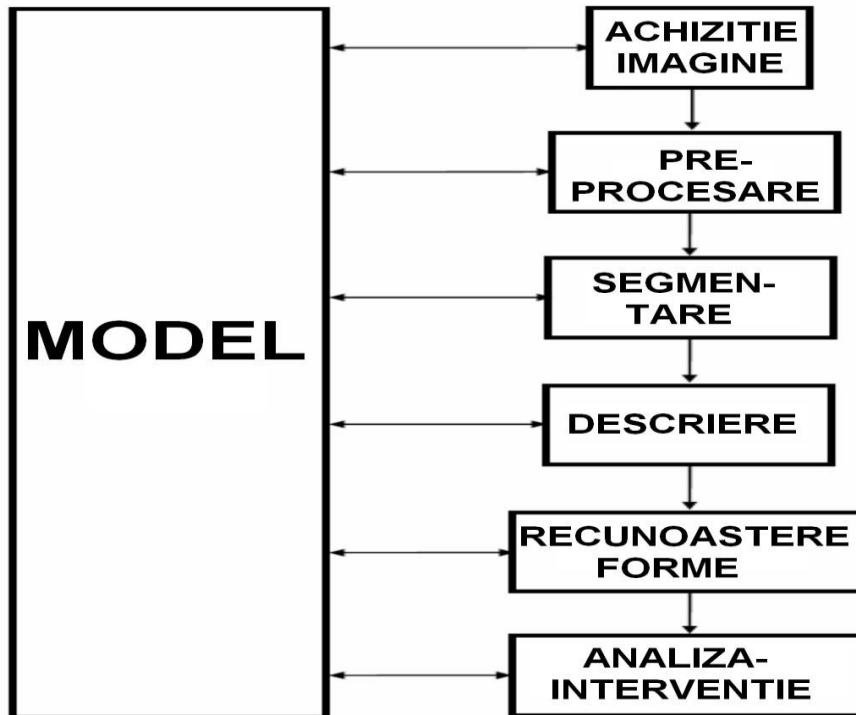 MODEL
ACHIZITIE
IMAGINE
PRE-
PROCESARE
SEGMEN-
TARE
DESCRIERE
RECUNOASTERE
FORME
ANALIZA-
INTERVENTIE